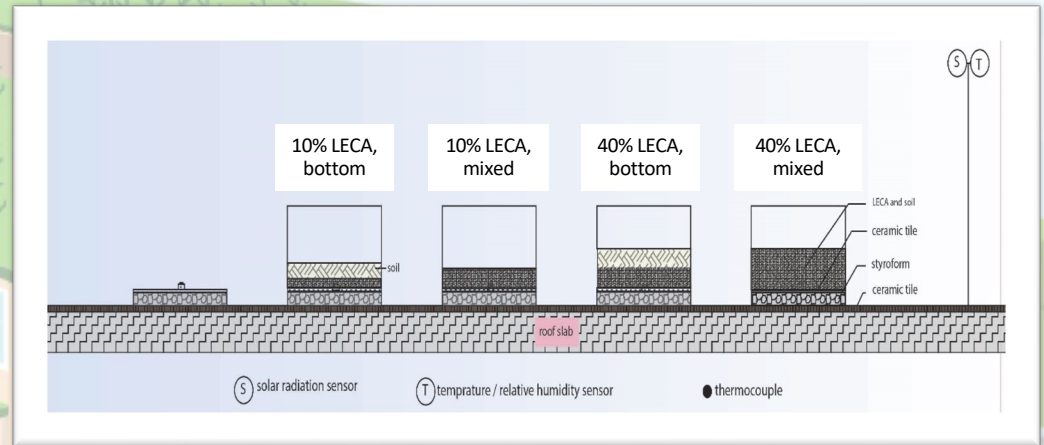 S T
10% LECA,
bottom
10% LECA,
mixed
40% LECA,
bottom
40% LECA,
mixed
LECA and soil
ceramic tile
soil
styroform
ceramic tile
roof slab
S solar radiation sensor
T temprature / relative humidity sensor
thermocouple